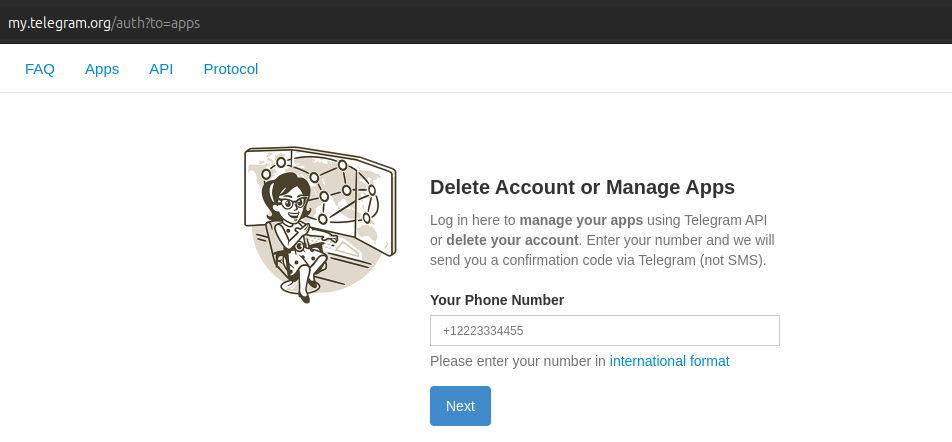 my.telegram.org/auth?to=apps
FAQ Apps API Protocol
Delete Account or Manage Apps
Log in here to manage your apps using Telegram API
or delete your account. Enter your number and we will
send you a confirmation code via Telegram (not SMS).
Your Phone Number
+12223334455
Please enter your number in international format
Next